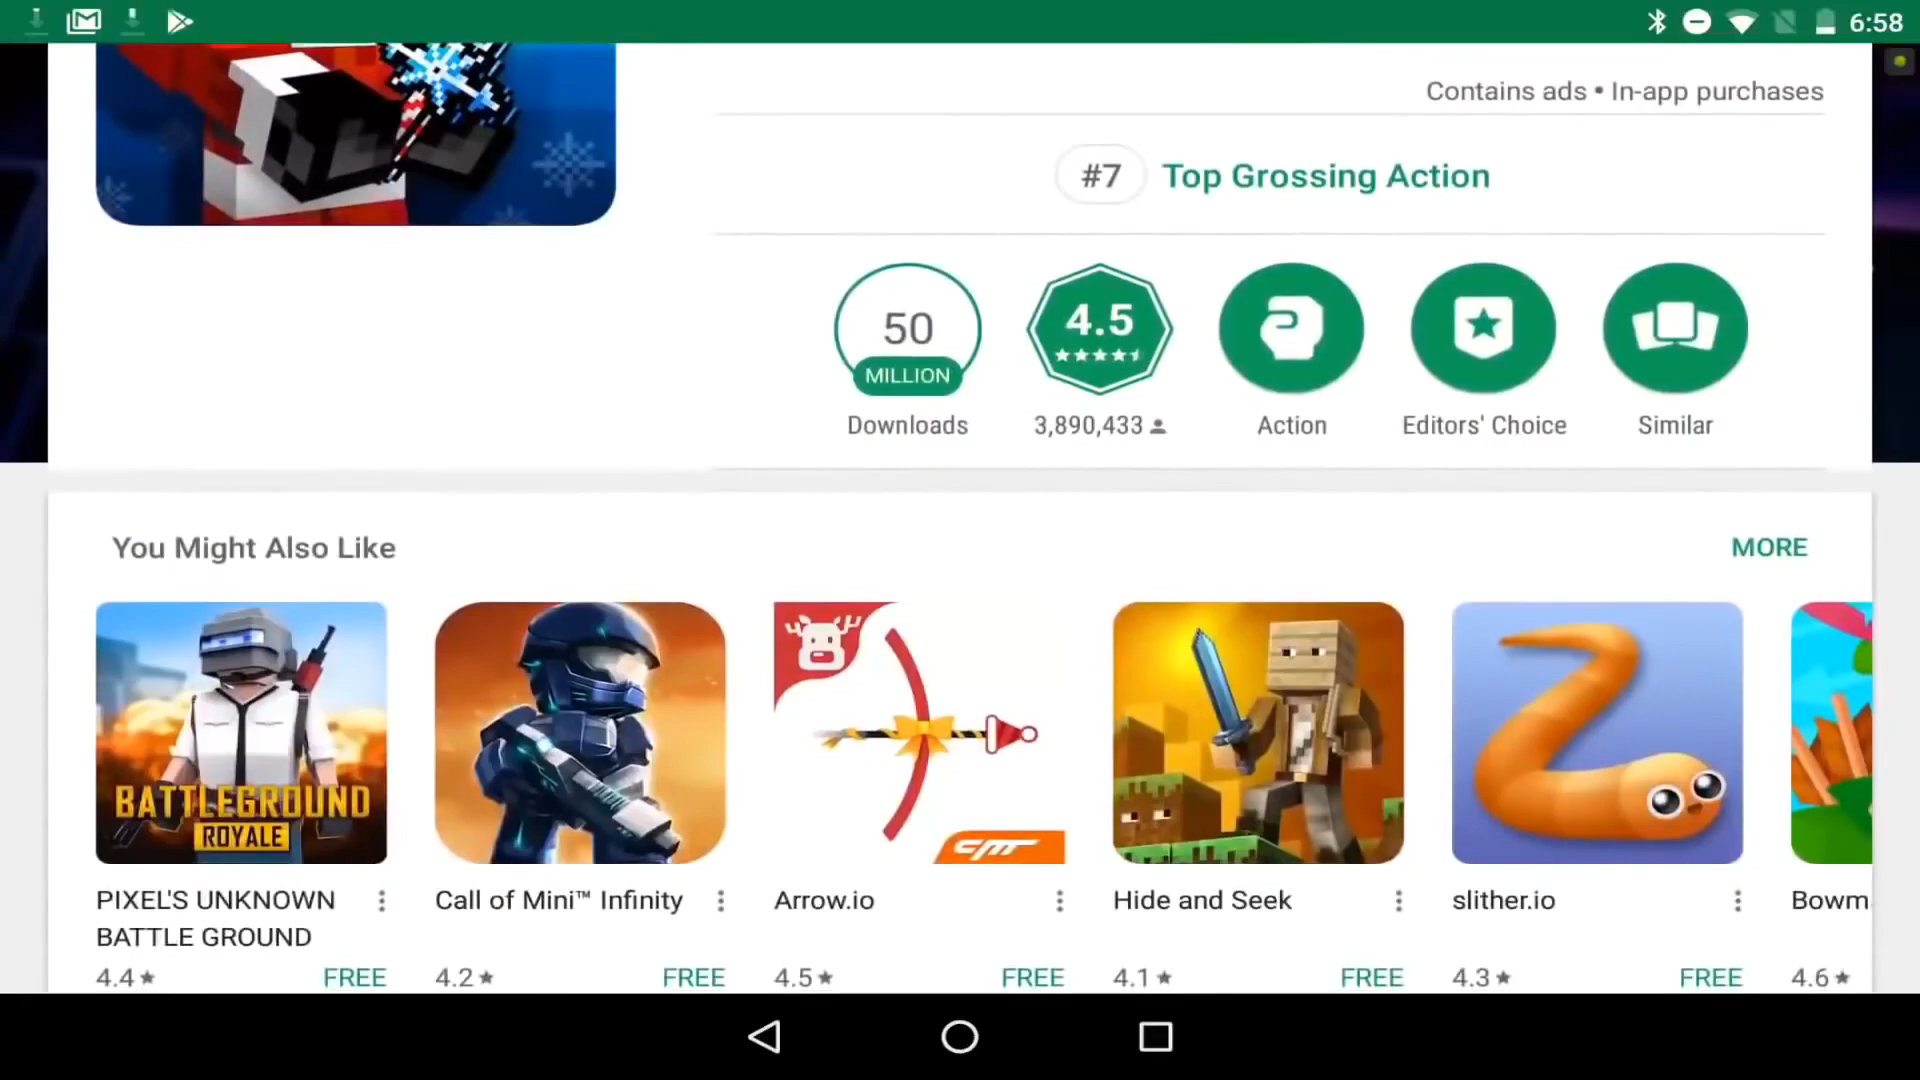 6:58
Contains ads • In-app purchases
#7 Top Grossing Action
50
MILLION
Downloads
4.5
3,890,433
Action
Editors' Choice
Similar
You Might Also Like
MORE
BATTLEGROUND
ROYALE
PIXEL'S UNKNOWN
BATTLE GROUND
4.4★ FREE
Call of Mini™ Infinity
4.2★ FREE
CM
Arrow.io
4.5★ FREE
Hide and Seek
4.1★ FREE
slither.io
4.3★ FREE
Bowm
4.6★